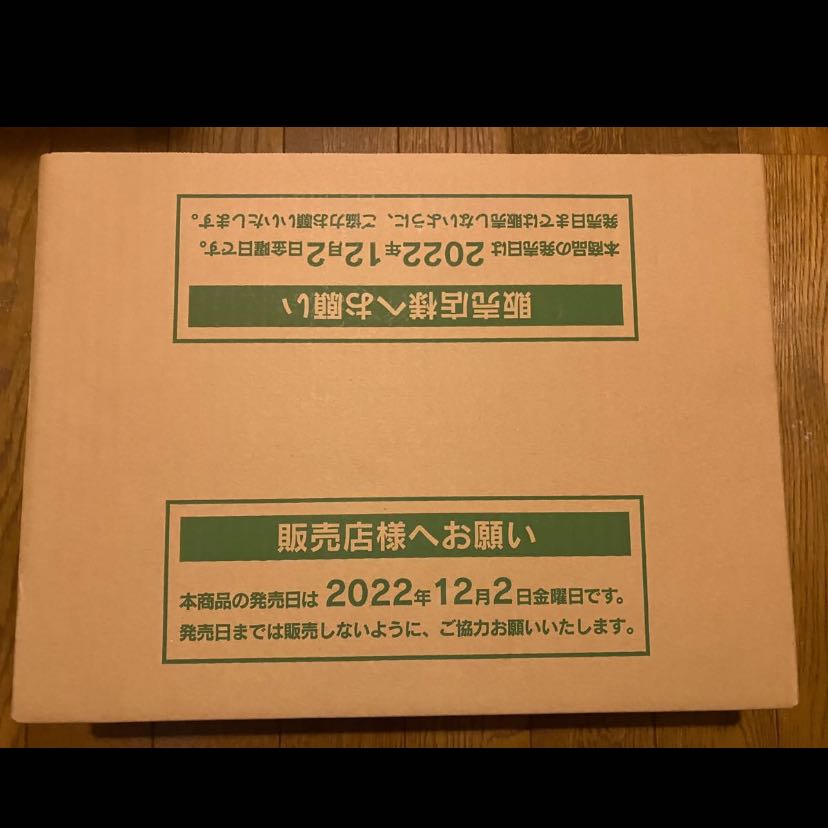 販売店様へお願い
本商品の発売日は 2022年12月2日金曜日です。
発売日までは販売しないように、ご協力お願いいたします。
販売店様へお願い
本商品の発売日は 2022年12月2日金曜日です。
発売日までは販売しないように、ご協力お願いいたします。